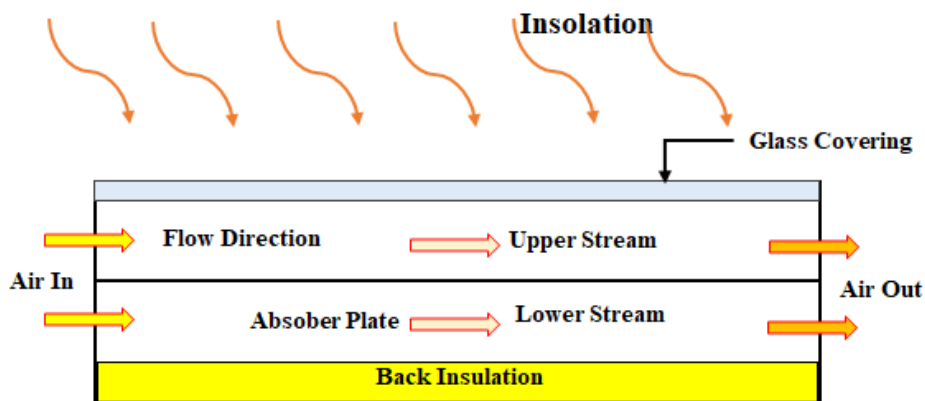 Insolation
Glass Covering
Flow Direction
Upper Stream
Air In
Air Out
Absober Plate
Lower Stream
Back Insulation